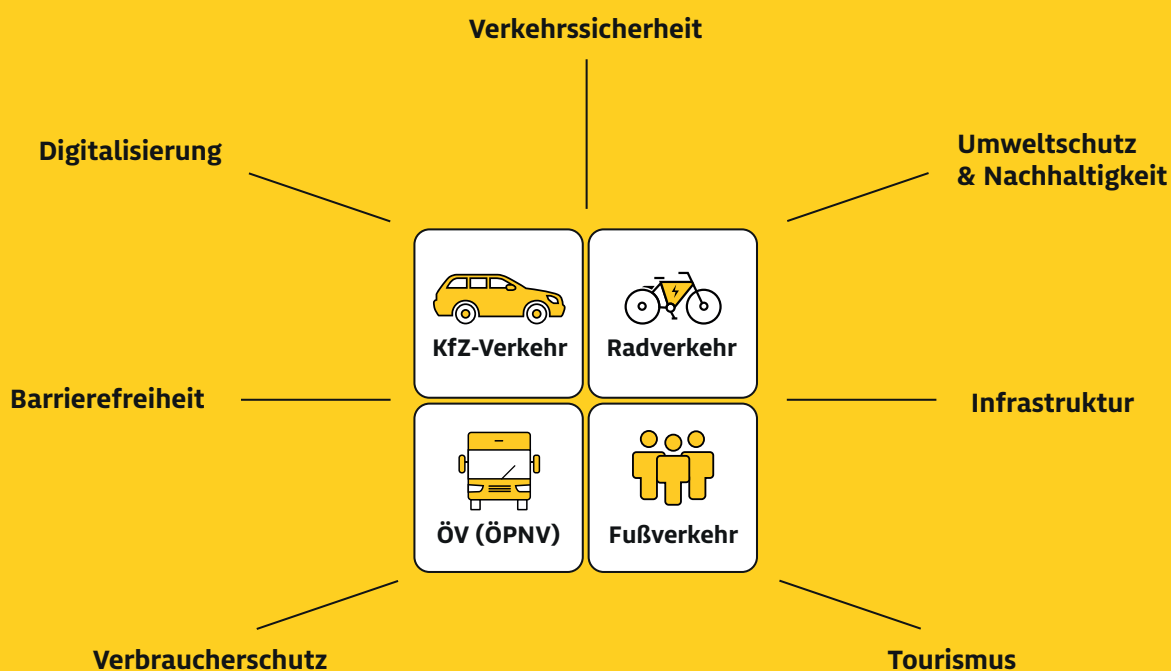 Verkehrssicherheit
Digitalisierung
Umweltschutz
& Nachhaltigkeit
KfZ-Verkehr
Radverkehr
Barrierefreiheit
Infrastruktur
ÖV (ÖPNV)
Fußverkehr
Verbraucherschutz
Tourismus